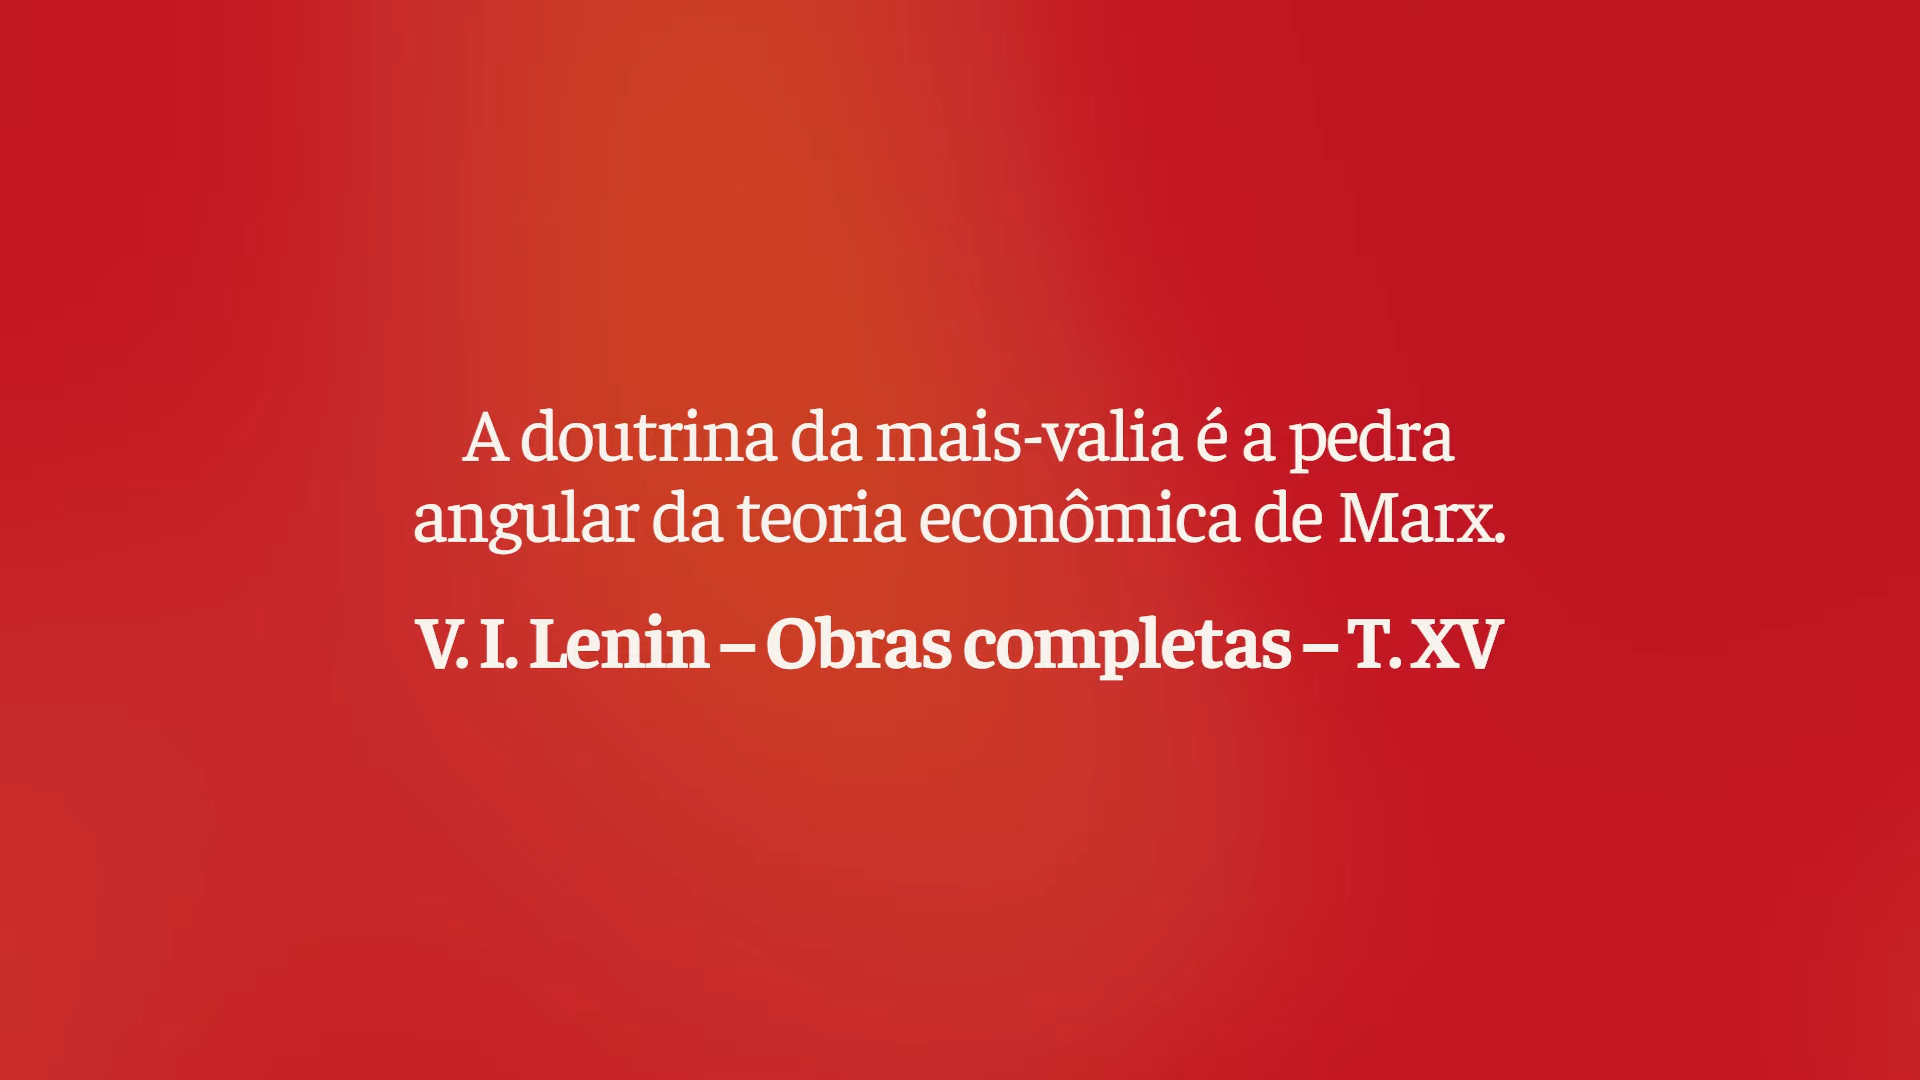 A doutrina da mais-valia é a pedra
angular da teoria econômica de Marx.
V. I. Lenin – Obras completas – T. XV